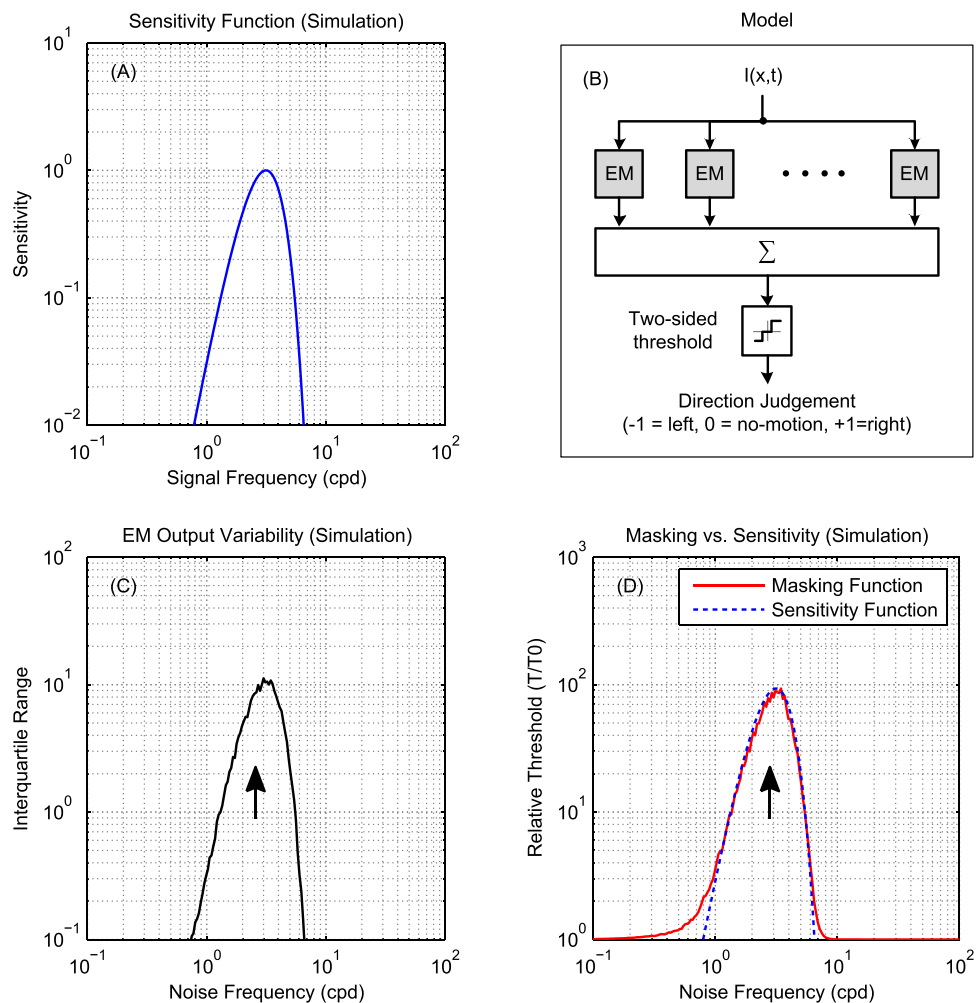 Sensitivity Function (Simulation)
(A)
10^1
10^0
10^-1
10^-2
Sensitivity
10^-1 10^0 10^1 10^2
Signal Frequency (cpd)
Model
(B)
I(x,t)
EM EM EM
Σ
Two-sided
threshold
Direction Judgement
(-1 = left, 0 = no-motion, +1=right)
EM Output Variability (Simulation)
(C)
10^2
10^1
10^0
10^-1
Interquartile Range
10^-1 10^0 10^1 10^2
Noise Frequency (cpd)
Masking vs. Sensitivity (Simulation)
(D)
Masking Function
Sensitivity Function
10^3
10^2
10^1
10^0
Relative Threshold (T/T0)
10^-1 10^0 10^1 10^2
Noise Frequency (cpd)